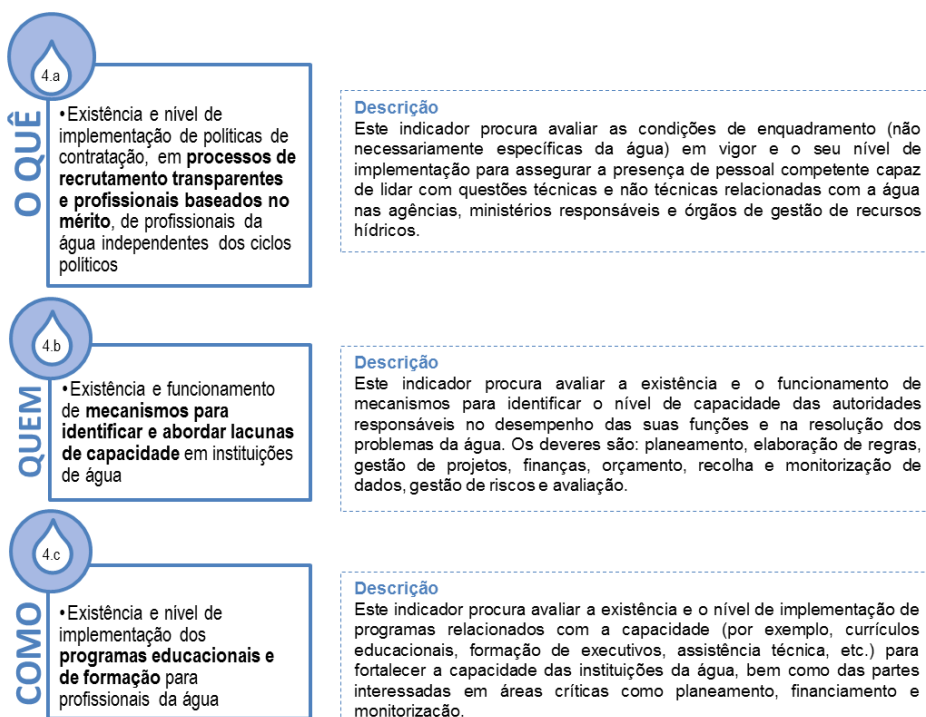 4.a
O QUÊ
•Existência e nível de
implementação de politicas de
contratação, em processos de
recrutamento transparentes
e profissionais baseados no
mérito, de profissionais da
água independentes dos ciclos
politicos
Descrição
Este indicador procura avaliar as condições de enquadramento (não
necessariamente específicas da água) em vigor e o seu nível de
implementação para assegurar a presença de pessoal competente capaz
de lidar com questões técnicas e não técnicas relacionadas com a água
nas agências, ministérios responsáveis e órgãos de gestão de recursos
hídricos.
4.b
QUEM
•Existência e funcionamento
de mecanismos para
identificar e abordar lacunas
de capacidade em instituições
de água
Descrição
Este indicador procura avaliar a existência e o funcionamento de
mecanismos para identificar o nível de capacidade das autoridades
responsáveis no desempenho das suas funções e na resolução dos
problemas da água. Os deveres são: planeamento, elaboração de regras,
gestão de projetos, finanças, orçamento, recolha e monitorização de
dados, gestão de riscos e avaliação.
4.c
COMO
•Existência e nível de
implementação dos
programas educacionais e
de formação para
profissionais da água
Descrição
Este indicador procura avaliar a existência e o nível de implementação de
programas relacionados com a capacidade (por exemplo, currículos
educacionais, formação de executivos, assistência técnica, etc.) para
fortalecer a capacidade das instituições da água, bem como das partes
interessadas em áreas críticas como planeamento, financiamento e
monitorização.